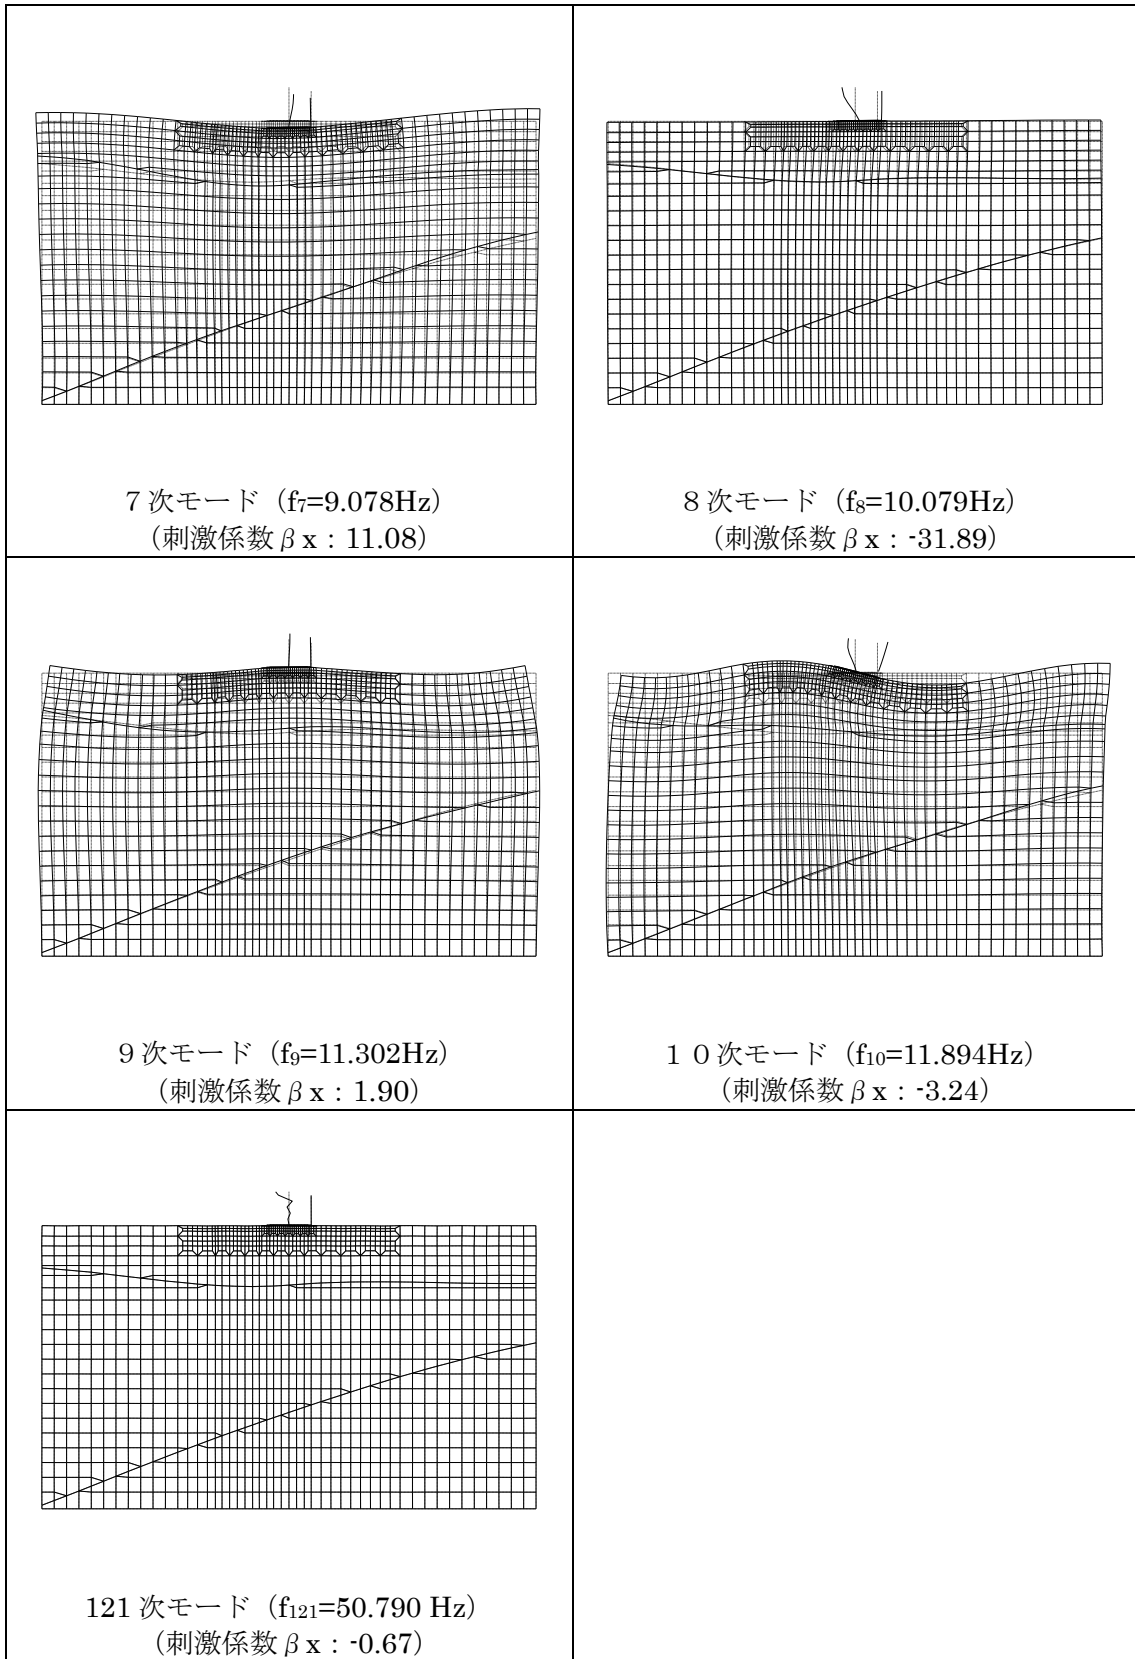 ７次モード（f7=9.078Hz）
（刺激係数βx：11.08）
８次モード（f8=10.079Hz）
（刺激係数βx：-31.89）
９次モード（f9=11.302Hz）
（刺激係数βx：1.90）
１０次モード（f10=11.894Hz）
（刺激係数βx：-3.24）
121 次モード（f121=50.790 Hz）
（刺激係数βx：-0.67）